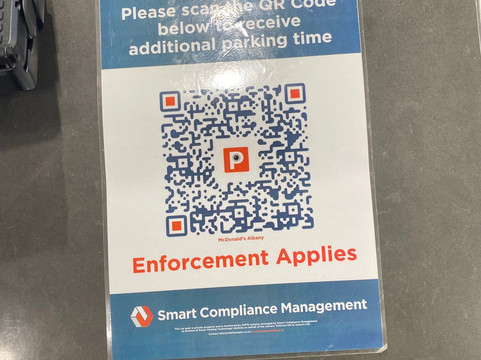 Please scan the QR Code
below to receive
additional parking time
P
McDonald's Albany
Enforcement Applies
Smart Compliance Management